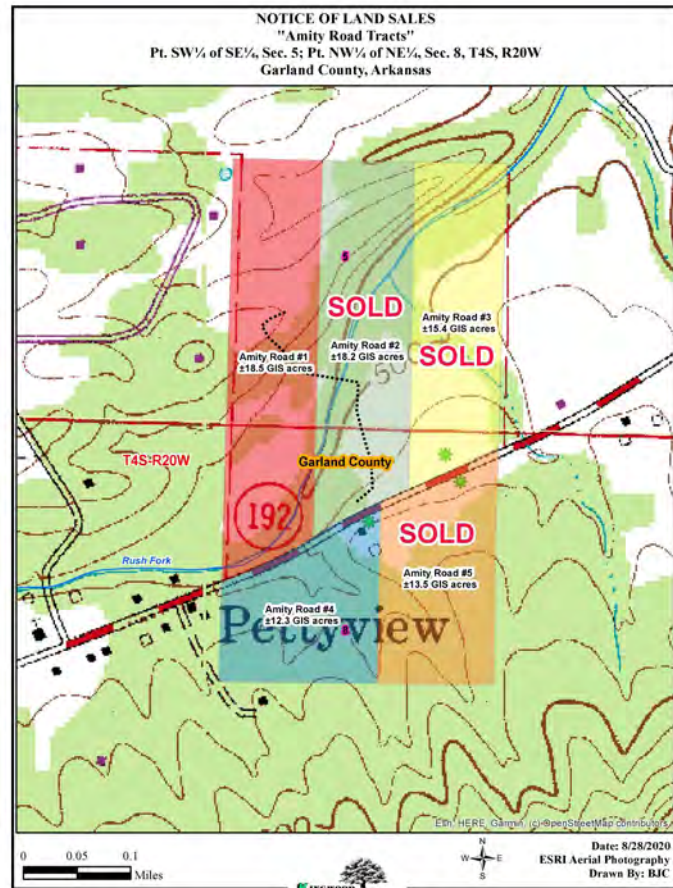 NOTICE OF LAND SALES
"Amity Road Tracts"
Pt. SW¼ of SE¼, Sec. 5; Pt. NW¼ of NE¼, Sec. 8, T4S, R20W
Garland County, Arkansas
5
SOLD
Amity Road #3
±15.4 GIS acres
Amity Road #2
±18.2 GIS acres
Amity Road #1
±18.5 GIS acres
SOLD
500
T4S-R20W
Garland County
192
SOLD
Rush Fork
Amity Road #5
±13.5 GIS acres
Amity Road #4
±12.3 GIS acres
Pettyview
8
Esri, HERE, Garmin, (c) OpenStreetMap contributors
0 0.05 0.1
Miles
N
W E
S
Date: 8/28/2020
ESRI Aerial Photography
Drawn By: BJC